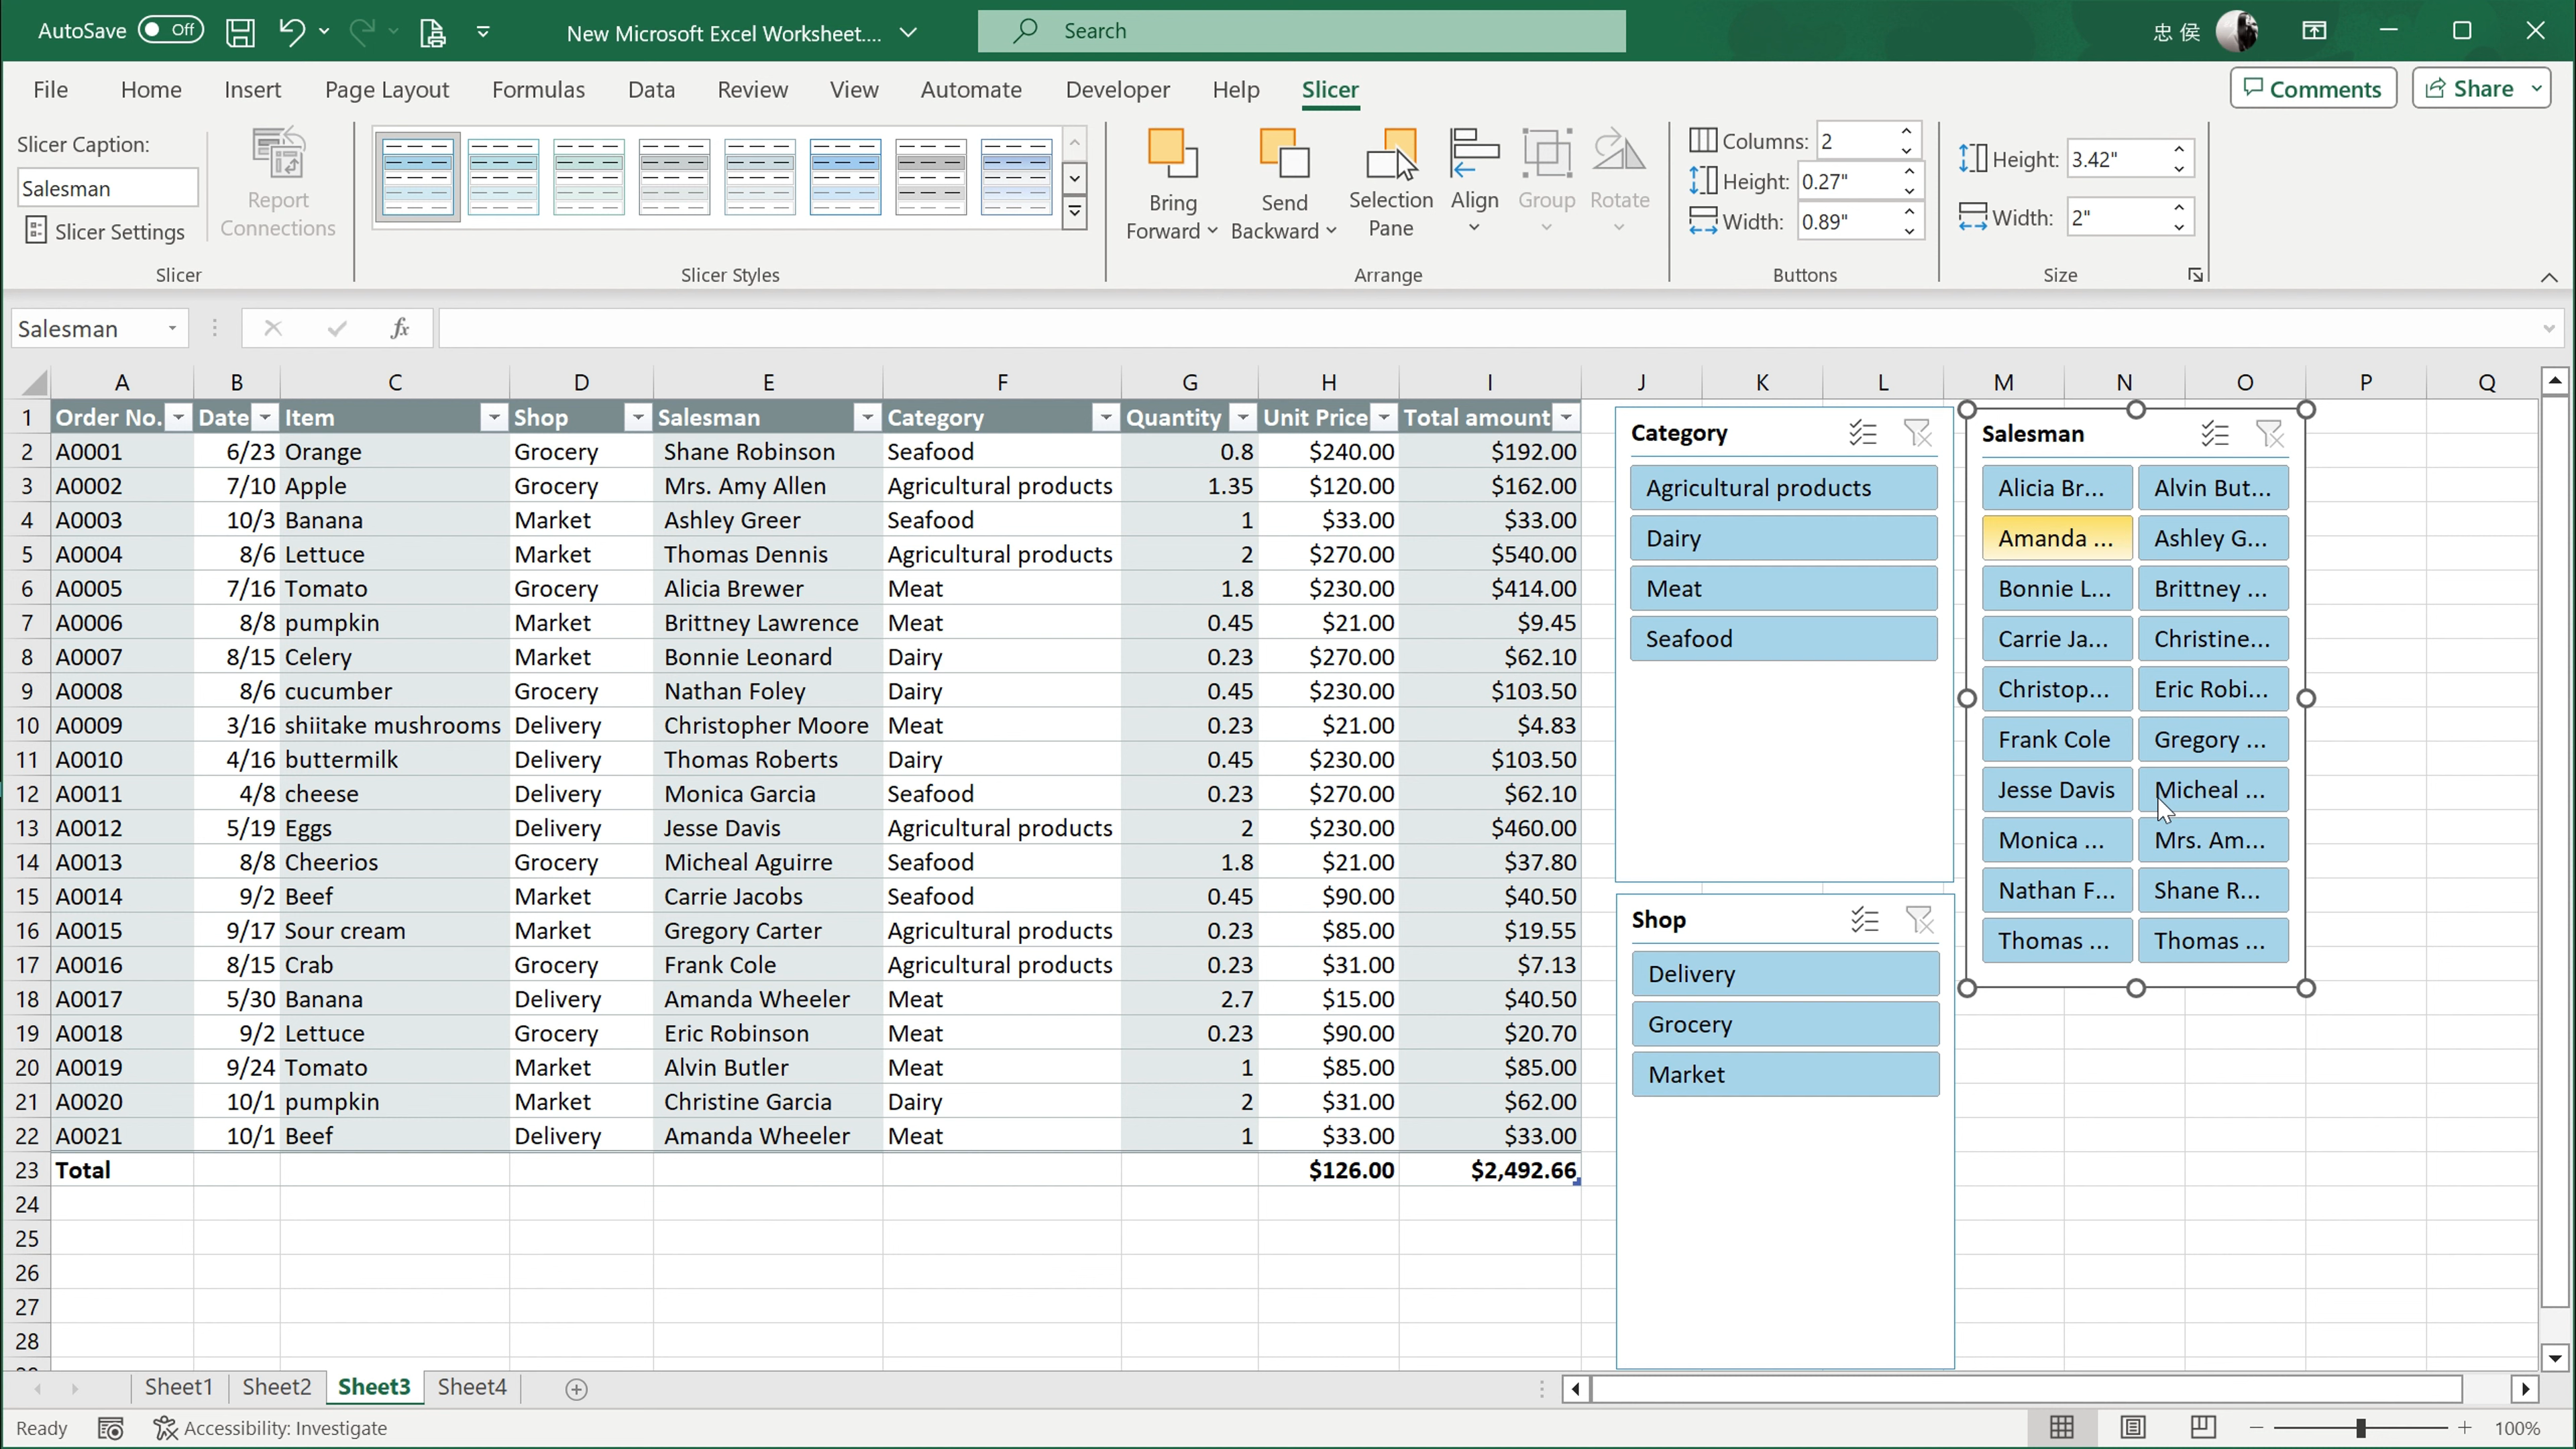 AutoSave Off New Microsoft Excel Worksheet.... Search 忠 侯
File Home Insert Page Layout Formulas Data Review View Automate Developer Help Slicer Comments Share
Slicer Caption:
Salesman
Slicer Settings
Report
Connections
Slicer
Slicer Styles
Bring
Forward
Send
Backward
Selection
Pane
Align
Group
Rotate
Arrange
Columns: 2
Height: 0.27"
Width: 0.89"
Buttons
Height: 3.42"
Width: 2"
Size
Salesman fx
A B C D E F G H I J K L M N O P Q
1 Order No. Date Item Shop Salesman Category Quantity Unit Price Total amount
2 A0001 6/23 Orange Grocery Shane Robinson Seafood 0.8 $240.00 $192.00
3 A0002 7/10 Apple Grocery Mrs. Amy Allen Agricultural products 1.35 $120.00 $162.00
4 A0003 10/3 Banana Market Ashley Greer Seafood 1 $33.00 $33.00
5 A0004 8/6 Lettuce Market Thomas Dennis Agricultural products 2 $270.00 $540.00
6 A0005 7/16 Tomato Grocery Alicia Brewer Meat 1.8 $230.00 $414.00
7 A0006 8/8 pumpkin Market Brittney Lawrence Meat 0.45 $21.00 $9.45
8 A0007 8/15 Celery Market Bonnie Leonard Dairy 0.23 $270.00 $62.10
9 A0008 8/6 cucumber Grocery Nathan Foley Dairy 0.45 $230.00 $103.50
10 A0009 3/16 shiitake mushrooms Delivery Christopher Moore Meat 0.23 $21.00 $4.83
11 A0010 4/16 buttermilk Delivery Thomas Roberts Dairy 0.45 $230.00 $103.50
12 A0011 4/8 cheese Delivery Monica Garcia Seafood 0.23 $270.00 $62.10
13 A0012 5/19 Eggs Delivery Jesse Davis Agricultural products 2 $230.00 $460.00
14 A0013 8/8 Cheerios Grocery Micheal Aguirre Seafood 1.8 $21.00 $37.80
15 A0014 9/2 Beef Market Carrie Jacobs Seafood 0.45 $90.00 $40.50
16 A0015 9/17 Sour cream Market Gregory Carter Agricultural products 0.23 $85.00 $19.55
17 A0016 8/15 Crab Grocery Frank Cole Agricultural products 0.23 $31.00 $7.13
18 A0017 5/30 Banana Delivery Amanda Wheeler Meat 2.7 $15.00 $40.50
19 A0018 9/2 Lettuce Grocery Eric Robinson Meat 0.23 $90.00 $20.70
20 A0019 9/24 Tomato Market Alvin Butler Meat 1 $85.00 $85.00
21 A0020 10/1 pumpkin Market Christine Garcia Dairy 2 $31.00 $62.00
22 A0021 10/1 Beef Delivery Amanda Wheeler Meat 1 $33.00 $33.00
23 Total $126.00 $2,492.66
24
25
26
27
28
Category
Agricultural products
Dairy
Meat
Seafood
Shop
Delivery
Grocery
Market
Salesman
Alicia Br... Alvin But...
Amanda ... Ashley G...
Bonnie L... Brittney ...
Carrie Ja... Christine...
Christop... Eric Robi...
Frank Cole Gregory ...
Jesse Davis Micheal ...
Monica ... Mrs. Am...
Nathan F... Shane R...
Thomas ... Thomas ...
Sheet1 Sheet2 Sheet3 Sheet4
Ready Accessibility: Investigate 100%